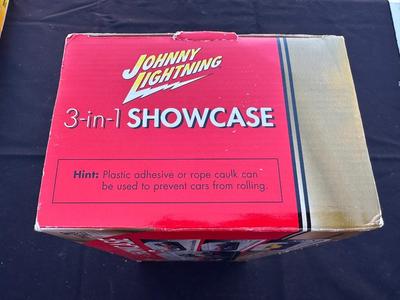 JOHNNY
LIGHTNING
3-in-1 SHOWCASE
Hint: Plastic adhesive or rope caulk can
be used to prevent cars from rolling.